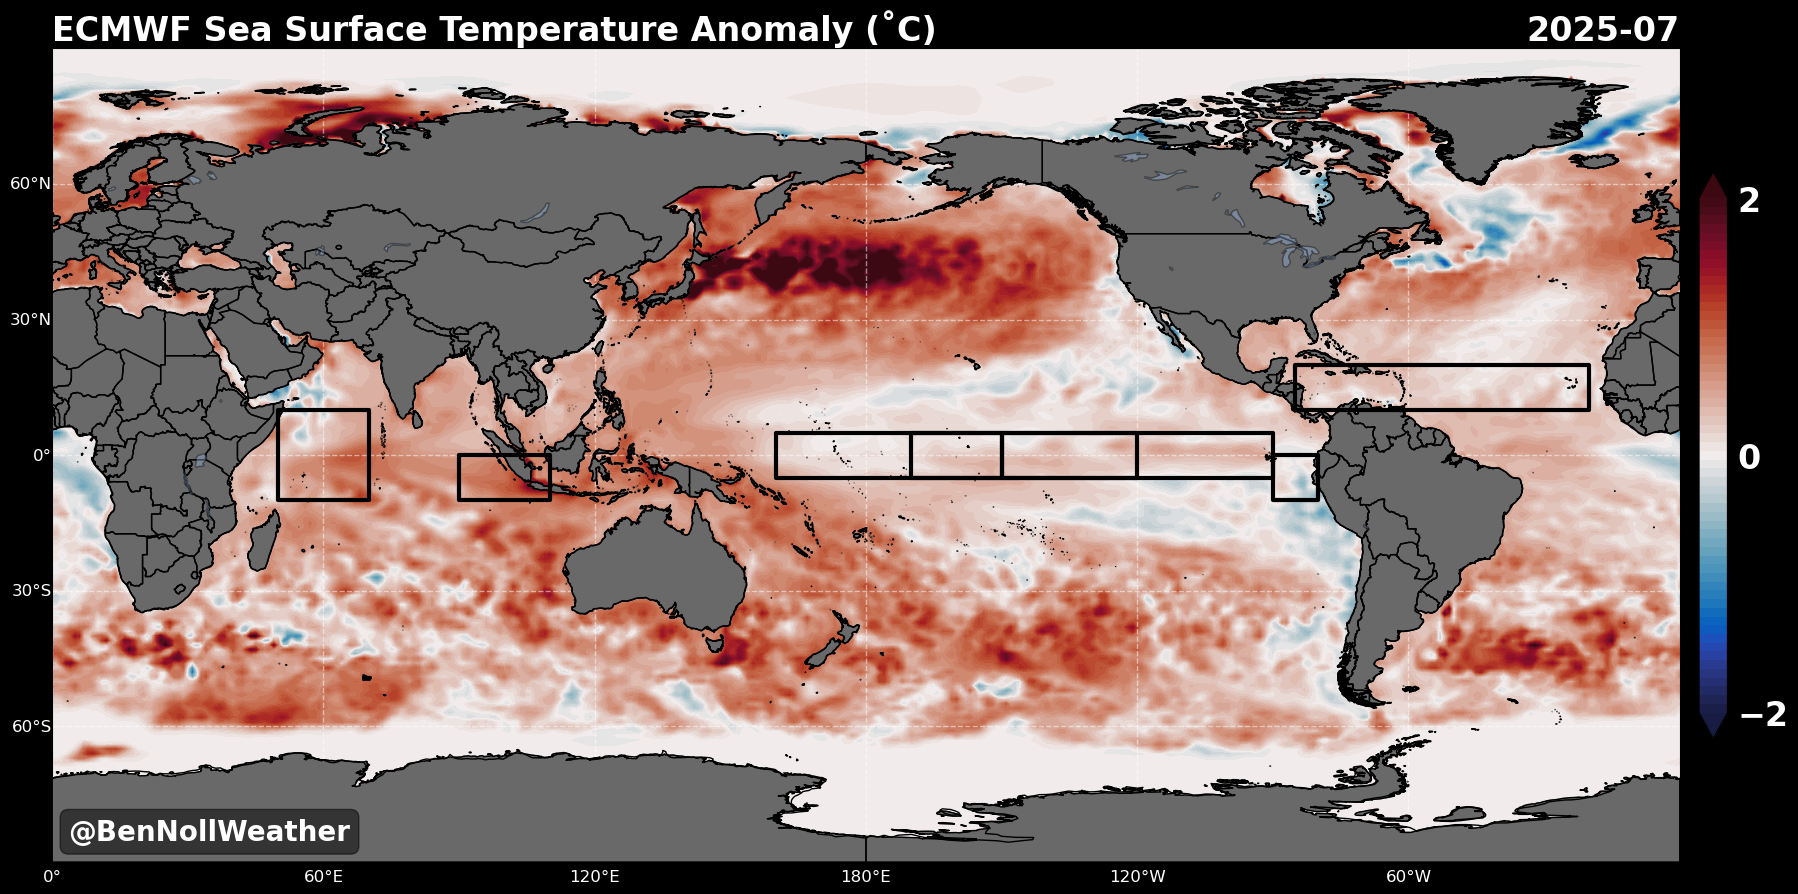 ECMWF Sea Surface Temperature Anomaly (˚C)
2025-07
60°N
30°N
0°
30°S
60°S
0°
60°E
120°E
180°E
120°W
60°W
2
0
−2
@BenNollWeather